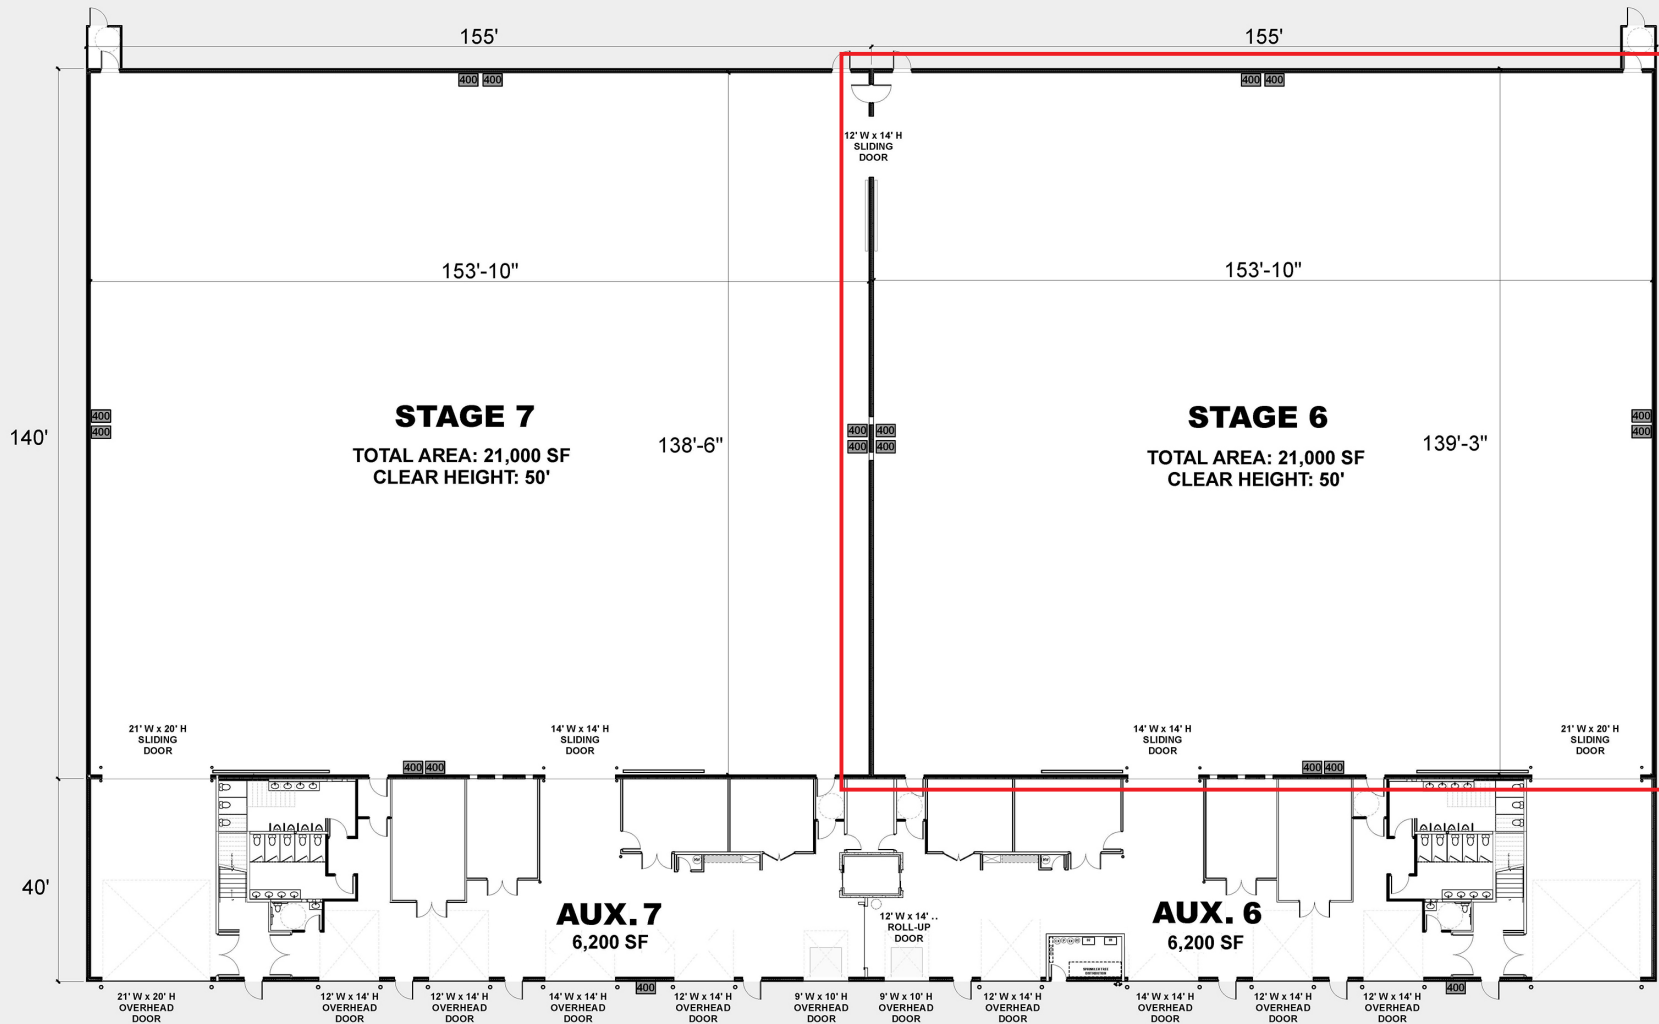 155'
155'
400 400
400 400
12' W x 14' H
SLIDING
DOOR
153'-10"
153'-10"
STAGE 7
TOTAL AREA: 21,000 SF
CLEAR HEIGHT: 50'
138'-6"
STAGE 6
TOTAL AREA: 21,000 SF
CLEAR HEIGHT: 50'
139'-3"
140'
400
400
400 400
400 400
400
400
21' W x 20' H
SLIDING
DOOR
14' W x 14' H
SLIDING
DOOR
14' W x 14' H
SLIDING
DOOR
21' W x 20' H
SLIDING
DOOR
400 400
400 400
40'
AUX. 7
6,200 SF
12' W x 14' ..
ROLL-UP
DOOR
AUX. 6
6,200 SF
400
400
21' W x 20' H
OVERHEAD
DOOR
12' W x 14' H
OVERHEAD
DOOR
12' W x 14' H
OVERHEAD
DOOR
14' W x 14' H
OVERHEAD
DOOR
12' W x 14' H
OVERHEAD
DOOR
9' W x 10' H
OVERHEAD
DOOR
9' W x 10' H
OVERHEAD
DOOR
12' W x 14' H
OVERHEAD
DOOR
14' W x 14' H
OVERHEAD
DOOR
12' W x 14' H
OVERHEAD
DOOR
12' W x 14' H
OVERHEAD
DOOR